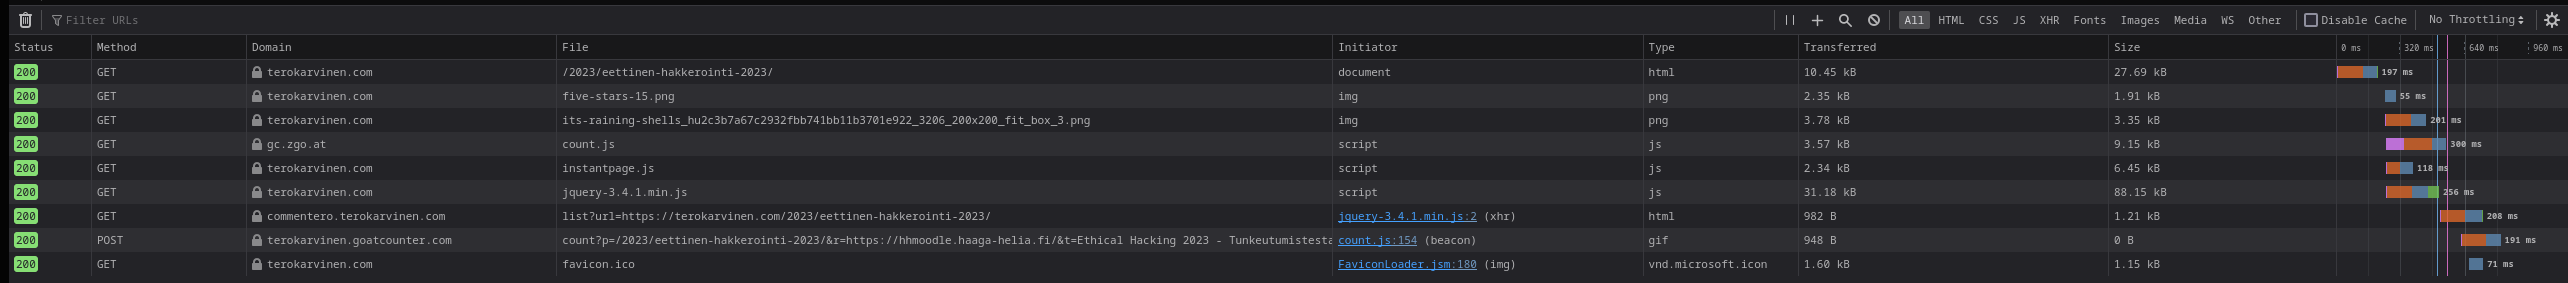 Filter URLs All HTML CSS JS XHR Fonts Images Media WS Other Disable Cache No Throttling
Status Method Domain File Initiator Type Transferred Size 0 ms 320 ms 640 ms 960 ms
200 GET terokarvinen.com /2023/eettinen-hakkerointi-2023/ document html 10.45 kB 27.69 kB 197 ms
200 GET terokarvinen.com five-stars-15.png img png 2.35 kB 1.91 kB 55 ms
200 GET terokarvinen.com its-raining-shells_hu2c3b7a67c2932fbb741bb11b3701e922_3206_200x200_fit_box_3.png img png 3.78 kB 3.35 kB 201 ms
200 GET gc.zgo.at count.js script js 3.57 kB 9.15 kB 300 ms
200 GET terokarvinen.com instantpage.js script js 2.34 kB 6.45 kB 118 ms
200 GET terokarvinen.com jquery-3.4.1.min.js script js 31.18 kB 88.15 kB 256 ms
200 GET commentero.terokarvinen.com list?url=https://terokarvinen.com/2023/eettinen-hakkerointi-2023/ jquery-3.4.1.min.js:2 (xhr) html 982 B 1.21 kB 208 ms
200 POST terokarvinen.goatcounter.com count?p=/2023/eettinen-hakkerointi-2023/&r=https://hhmoodle.haaga-helia.fi/&t=Ethical Hacking 2023 - Tunkeutumistesta count.js:154 (beacon) gif 948 B 0 B 191 ms
200 GET terokarvinen.com favicon.ico FaviconLoader.jsm:180 (img) vnd.microsoft.icon 1.60 kB 1.15 kB 71 ms